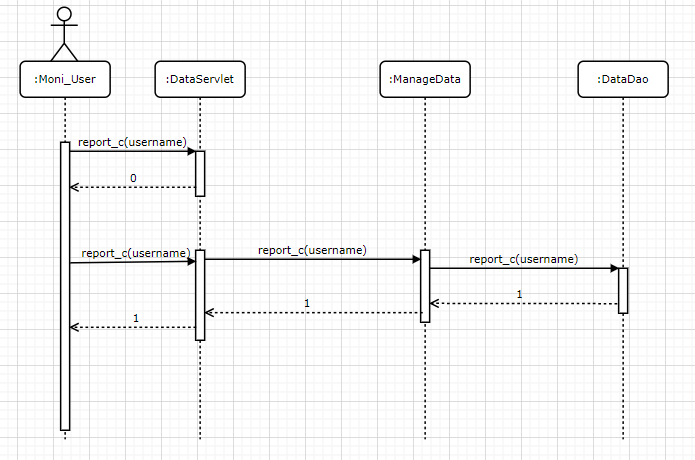 :Moni_User
:DataServlet
:ManageData
:DataDao
report_c(username)
0
report_c(username)
report_c(username)
report_c(username)
1
1
1